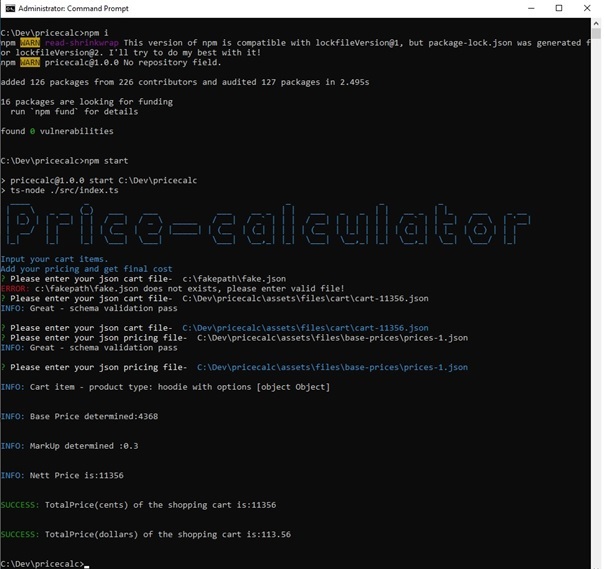 Administrator: Command Prompt
C:\Dev\pricecalc>npm i
npm WARN read-shrinkwrap This version of npm is compatible with lockfileVersion@1, but package-lock.json was generated f
or lockfileVersion@2. I'll try to do my best with it!
npm WARN pricecalc@1.0.0 No repository field.
added 126 packages from 226 contributors and audited 127 packages in 2.495s
16 packages are looking for funding
run `npm fund` for details
found 0 vulnerabilities
C:\Dev\pricecalc>npm start
> pricecalc@1.0.0 start C:\Dev\pricecalc
> ts-node ./src/index.ts
price-calculator
Input your cart items.
Add your pricing and get final cost
? Please enter your json cart file- c:\fakepath\fake.json
ERROR: c:\fakepath\fake.json does not exists, please enter valid file!
? Please enter your json cart file- C:\Dev\pricecalc\assets\files\cart\cart-11356.json
INFO: Great - schema validation pass
? Please enter your json cart file- C:\Dev\pricecalc\assets\files\cart\cart-11356.json
? Please enter your json pricing file- C:\Dev\pricecalc\assets\files\base-prices\prices-1.json
INFO: Great - schema validation pass
? Please enter your json pricing file- C:\Dev\pricecalc\assets\files\base-prices\prices-1.json
INFO: Cart item - product type: hoodie with options [object Object]
INFO: Base Price determined:4368
INFO: MarkUp determined :0.3
INFO: Nett Price is:11356
SUCCESS: TotalPrice(cents) of the shopping cart is:11356
SUCCESS: TotalPrice(dollars) of the shopping cart is:113.56
C:\Dev\pricecalc>